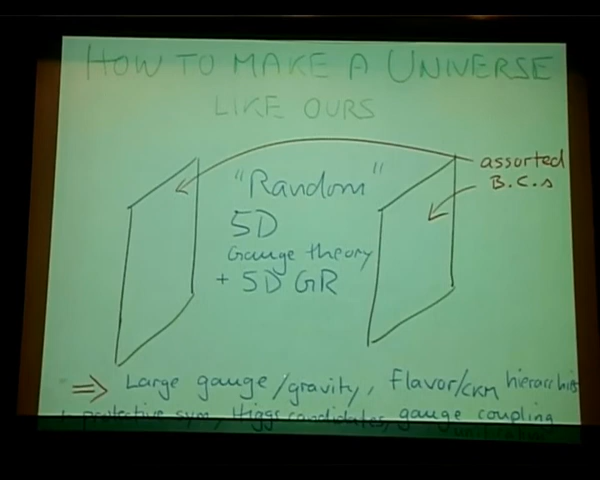 HOW TO MAKE A UNIVERSE
LIKE OURS
"Random"
5D
Gauge theory
+ 5D GR
assorted
B.C.s
⇒ Large gauge/gravity, Flavor/CKM hierarchies
+ protective sym, Higgs candidates, gauge coupling